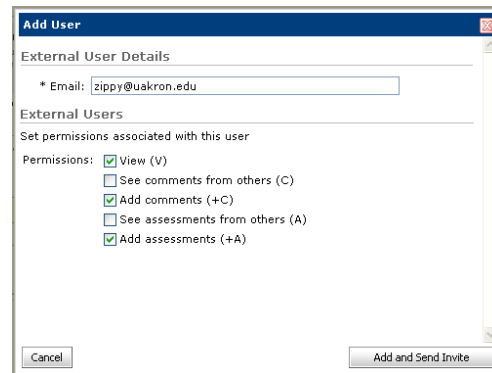 Add User
External User Details
* Email: zippy@uakron.edu
External Users
Set permissions associated with this user
Permissions: View (V)
See comments from others (C)
Add comments (+C)
See assessments from others (A)
Add assessments (+A)
Cancel Add and Send Invite